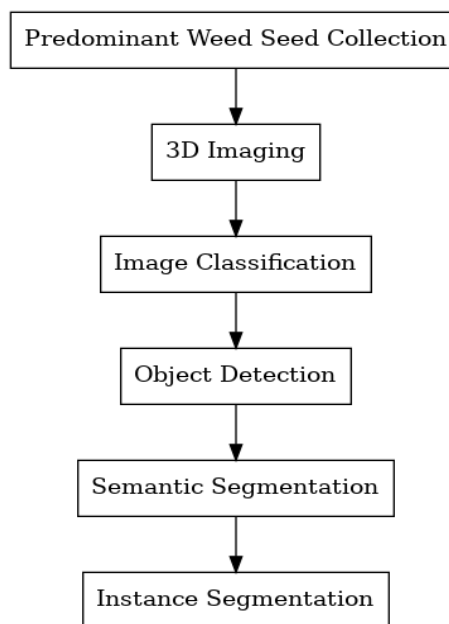 Predominant Weed Seed Collection
3D Imaging
Image Classification
Object Detection
Semantic Segmentation
Instance Segmentation